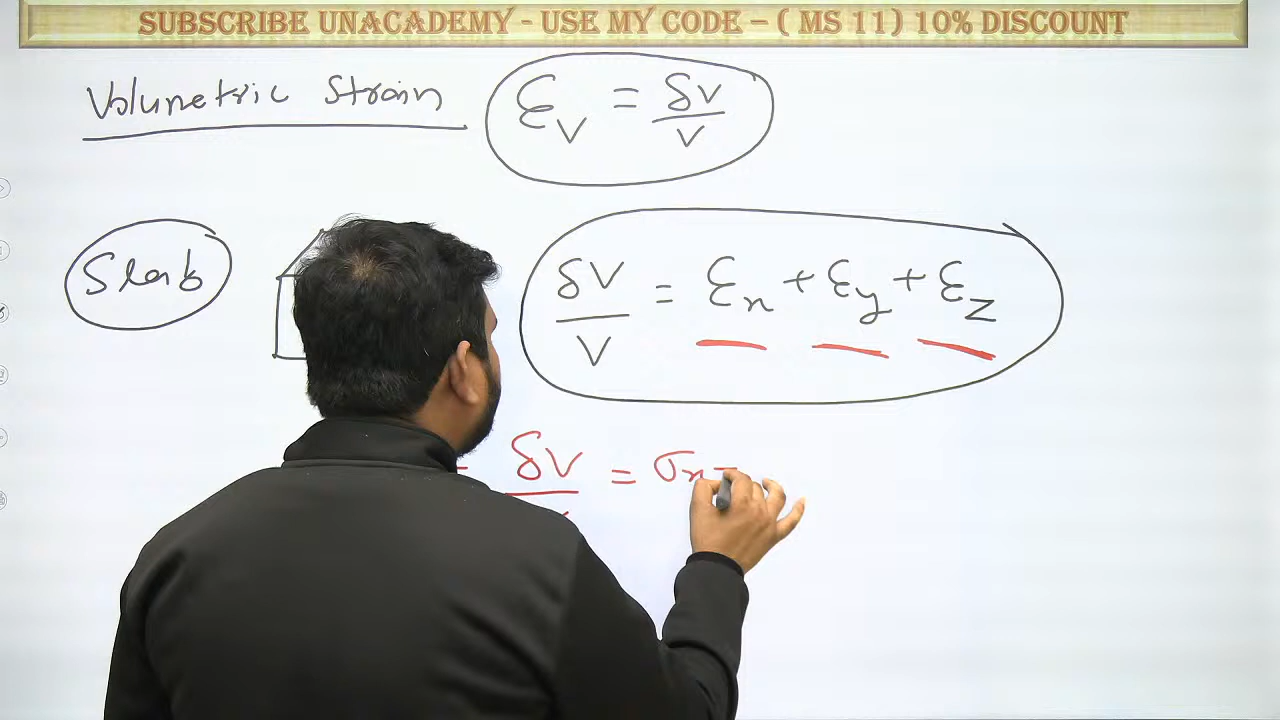 SUBSCRIBE UNACADEMY - USE MY CODE – ( MS 11) 10% DISCOUNT
Volumetric Strain εv = δV/V
Slab δV/V = εx + εy + εz
δV = σx